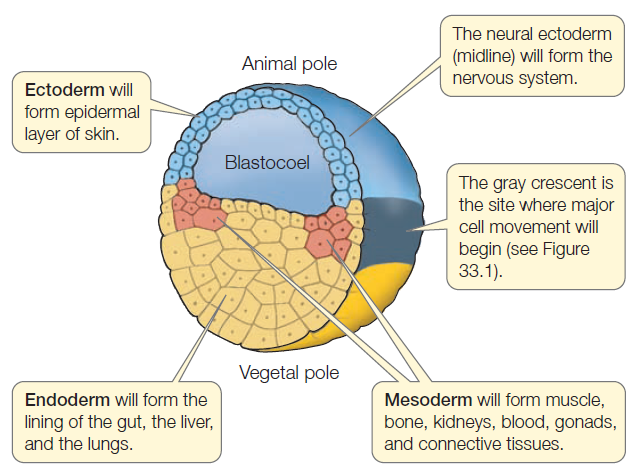 Animal pole
The neural ectoderm
(midline) will form the
nervous system.
Ectoderm will
form epidermal
layer of skin.
Blastocoel
The gray crescent is
the site where major
cell movement will
begin (see Figure
33.1).
Vegetal pole
Endoderm will form the
lining of the gut, the liver,
and the lungs.
Mesoderm will form muscle,
bone, kidneys, blood, gonads,
and connective tissues.